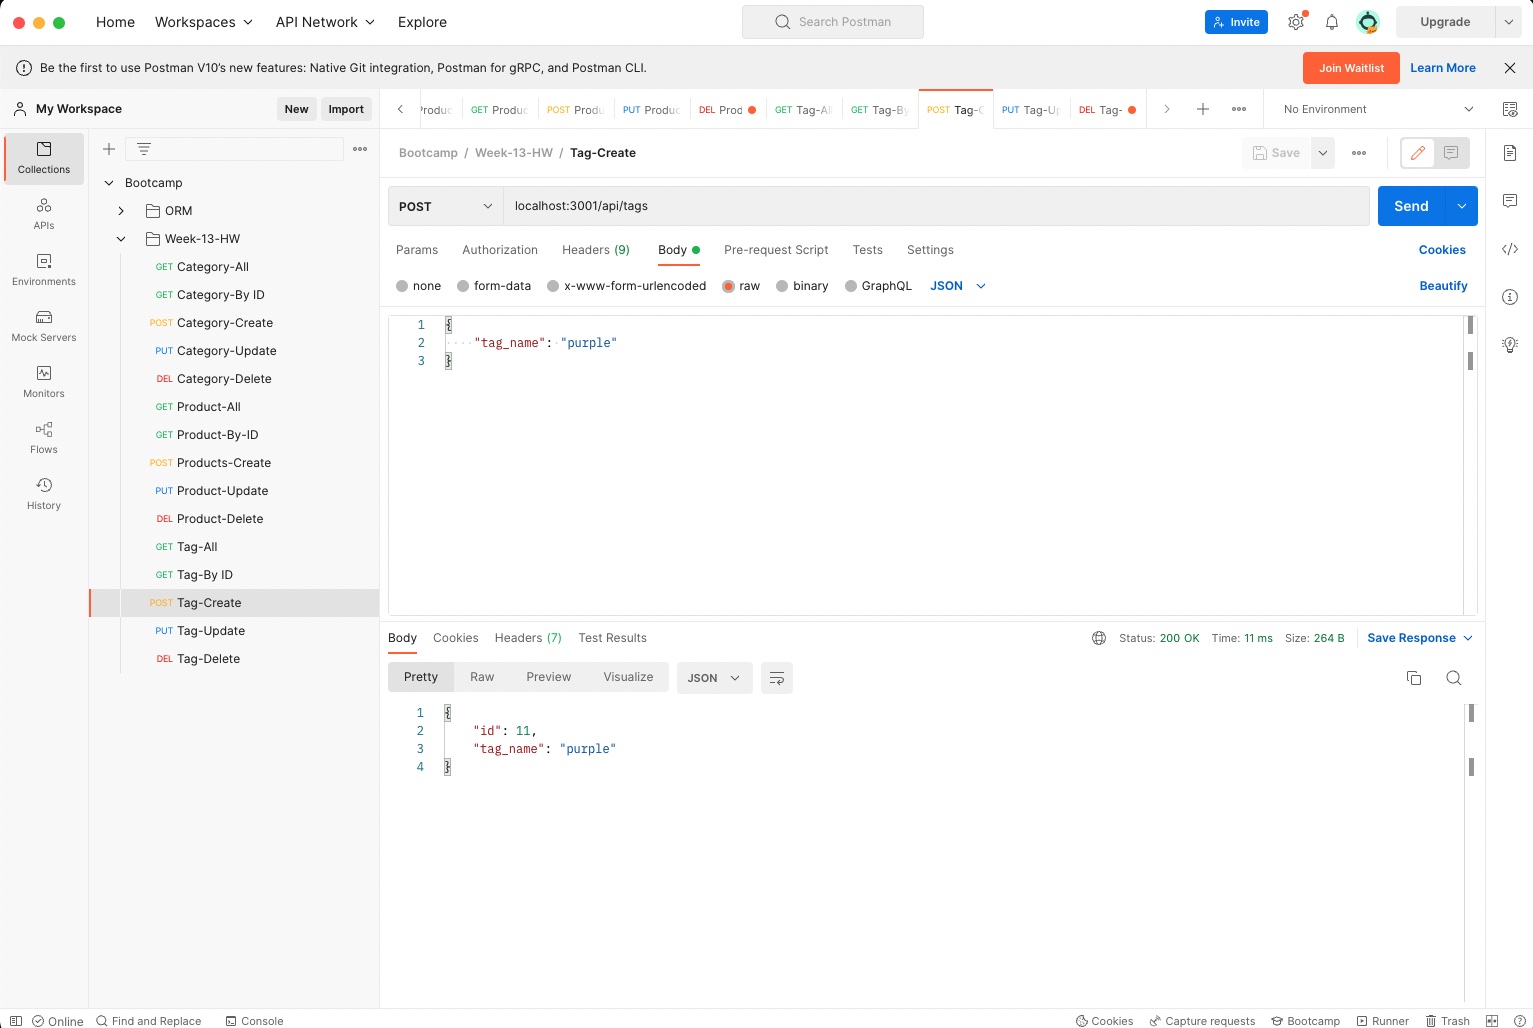 Home Workspaces API Network Explore Search Postman Invite Upgrade
Be the first to use Postman V10's new features: Native Git integration, Postman for gRPC, and Postman CLI. Join Waitlist Learn More
My Workspace New Import
GET Produc POST Produ PUT Produc DEL Prod GET Tag-Al GET Tag-By POST Tag-C PUT Tag-Up DEL Tag- No Environment
Collections
APIs
Environments
Mock Servers
Monitors
Flows
History
Bootcamp
ORM
Week-13-HW
GET Category-All
GET Category-By ID
POST Category-Create
PUT Category-Update
DEL Category-Delete
GET Product-All
GET Product-By-ID
POST Products-Create
PUT Product-Update
DEL Product-Delete
GET Tag-All
GET Tag-By ID
POST Tag-Create
PUT Tag-Update
DEL Tag-Delete
Bootcamp / Week-13-HW / Tag-Create Save
POST localhost:3001/api/tags Send
Params Authorization Headers (9) Body Pre-request Script Tests Settings Cookies
none form-data x-www-form-urlencoded raw binary GraphQL JSON Beautify
1 {
2 "tag_name": "purple"
3 }
Body Cookies Headers (7) Test Results Status: 200 OK Time: 11 ms Size: 264 B Save Response
Pretty Raw Preview Visualize JSON
1 {
2 "id": 11,
3 "tag_name": "purple"
4 }
Online Find and Replace Console Cookies Capture requests Bootcamp Runner Trash